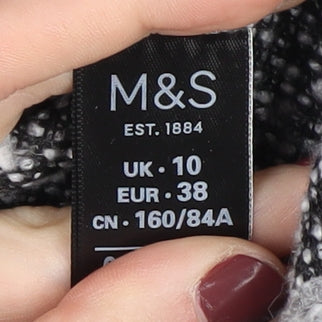 M&S
EST. 1884
UK · 10
EUR · 38
CN · 160/84A